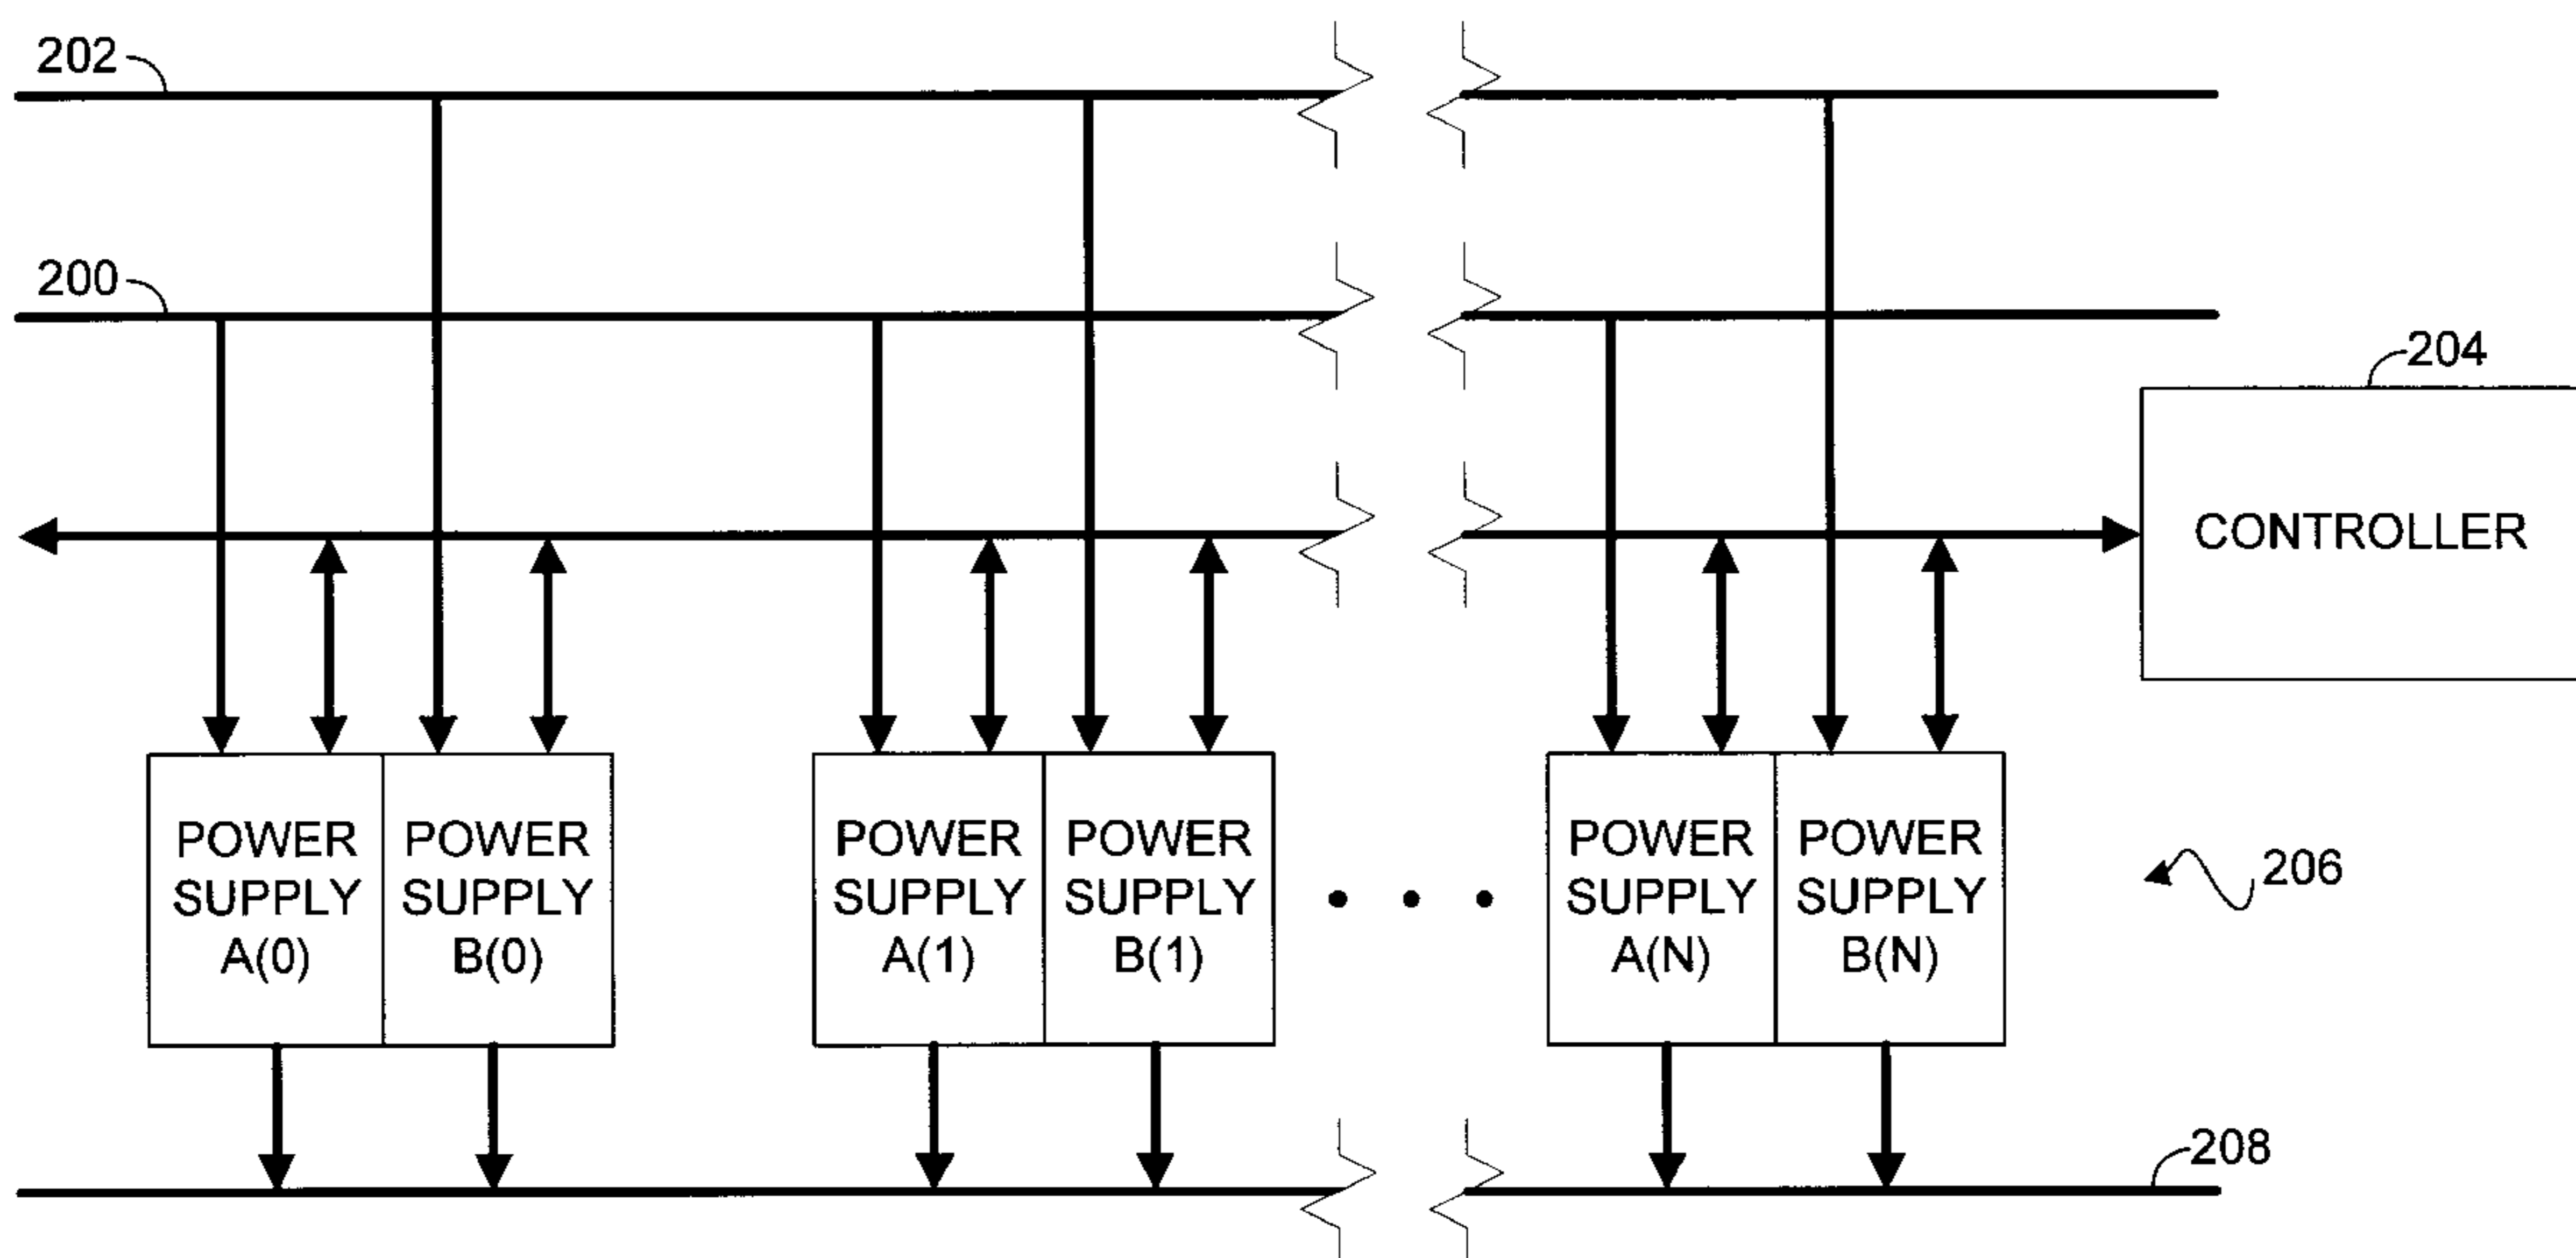 202
200
204
CONTROLLER
POWER SUPPLY A(0)
POWER SUPPLY B(0)
POWER SUPPLY A(1)
POWER SUPPLY B(1)
• • •
POWER SUPPLY A(N)
POWER SUPPLY B(N)
206
208